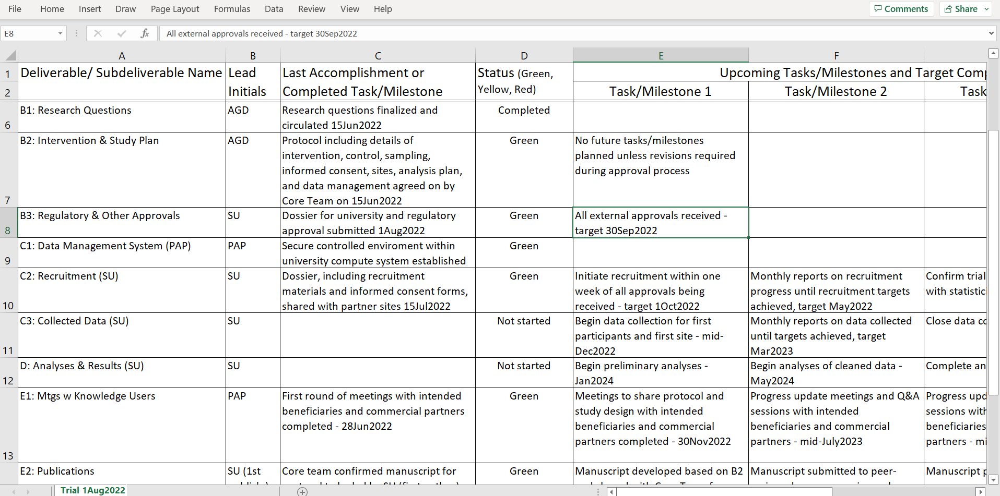 File Home Insert Draw Page Layout Formulas Data Review View Help Comments Share
E8 fx All external approvals received - target 30Sep2022
A B C D E F
1 Deliverable/ Subdeliverable Name Lead Last Accomplishment or Status (Green, Upcoming Tasks/Milestones and Target Comp
2 Initials Completed Task/Milestone Yellow, Red) Task/Milestone 1 Task/Milestone 2 Task
B1: Research Questions AGD Research questions finalized and Completed
6 circulated 15Jun2022
B2: Intervention & Study Plan AGD Protocol including details of Green No future tasks/milestones
intervention, control, sampling, planned unless revisions required
informed consent, sites, analysis plan, during approval process
and data management agreed on by
7 Core Team on 15Jun2022
B3: Regulatory & Other Approvals SU Dossier for university and regulatory Green All external approvals received -
8 approval submitted 1Aug2022 target 30Sep2022
C1: Data Management System (PAP) PAP Secure controlled enviroment within Green
9 university compute system established
C2: Recruitment (SU) SU Dossier, including recruitment Green Initiate recruitment within one Monthly reports on recruitment Confirm trial
materials and informed consent forms, week of all approvals being progress until recruitment targets with statistici
10 shared with partner sites 15Jul2022 received - target 1Oct2022 achieved, target May2022
C3: Collected Data (SU) SU Not started Begin data collection for first Monthly reports on data collected Close data co
participants and first site - mid- until targets achieved, target
11 Dec2022 Mar2023
D: Analyses & Results (SU) SU Not started Begin preliminary analyses - Begin analyses of cleaned data - Complete an
12 Jan2024 May2024
E1: Mtgs w Knowledge Users PAP First round of meetings with intended Green Meetings to share protocol and Progress update meetings and Q&A Progress upd
beneficiaries and commercial partners study design with intended sessions with intended sessions with
completed - 28Jun2022 beneficiaries and commercial beneficiaries and commercial beneficiaries
partners completed - 30Nov2022 partners - mid-July2023 partners - mi
13
E2: Publications SU (1st Core team confirmed manuscript for Green Manuscript developed based on B2 Manuscript submitted to peer- Manuscript p
Trial 1Aug2022